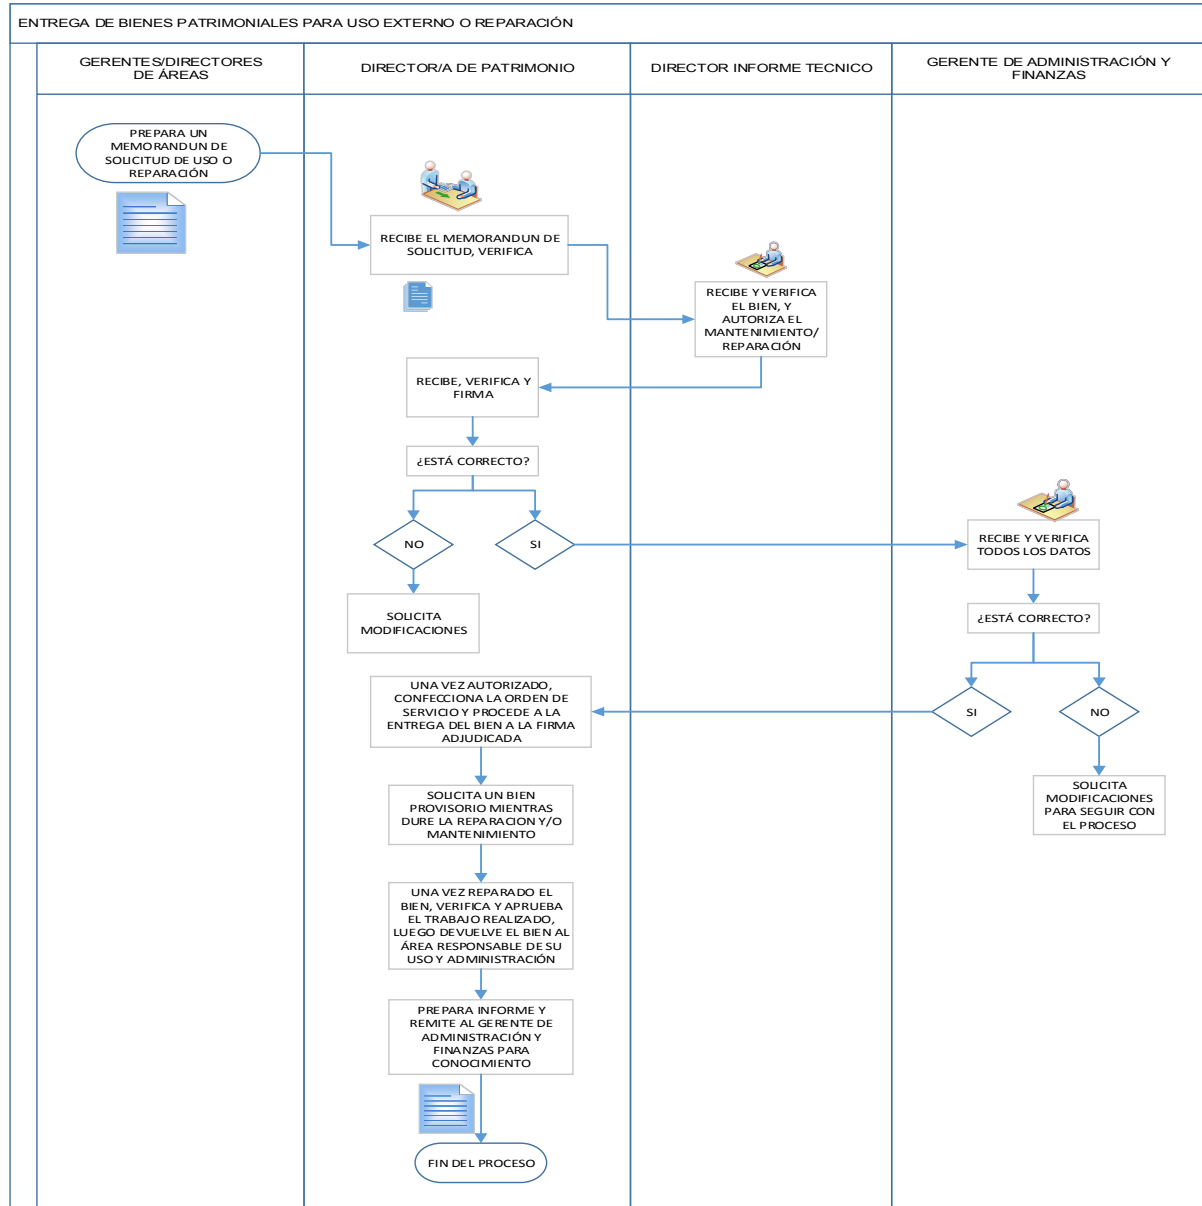 ENTREGA DE BIENES PATRIMONIALES PARA USO EXTERNO O REPARACIÓN
GERENTES/DIRECTORES
DE ÁREAS
DIRECTOR/A DE PATRIMONIO
DIRECTOR INFORME TECNICO
GERENTE DE ADMINISTRACIÓN Y
FINANZAS
PREPARA UN
MEMORANDUN DE
SOLICITUD DE USO O
REPARACIÓN
RECIBE EL MEMORANDUN DE
SOLICITUD, VERIFICA
RECIBE Y VERIFICA
EL BIEN, Y
AUTORIZA EL
MANTENIMIENTO/
REPARACIÓN
RECIBE, VERIFICA Y
FIRMA
¿ESTÁ CORRECTO?
NO
SI
RECIBE Y VERIFICA
TODOS LOS DATOS
SOLICITA
MODIFICACIONES
¿ESTÁ CORRECTO?
SI
NO
UNA VEZ AUTORIZADO,
CONFECCIONA LA ORDEN DE
SERVICIO Y PROCEDE A LA
ENTREGA DEL BIEN A LA FIRMA
ADJUDICADA
SOLICITA
MODIFICACIONES
PARA SEGUIR CON
EL PROCESO
SOLICITA UN BIEN
PROVISORIO MIENTRAS
DURE LA REPARACION Y/O
MANTENIMIENTO
UNA VEZ REPARADO EL
BIEN, VERIFICA Y APRUEBA
EL TRABAJO REALIZADO,
LUEGO DEVUELVE EL BIEN AL
ÁREA RESPONSABLE DE SU
USO Y ADMINISTRACIÓN
PREPARA INFORME Y
REMITE AL GERENTE DE
ADMINISTRACIÓN Y
FINANZAS PARA
CONOCIMIENTO
FIN DEL PROCESO